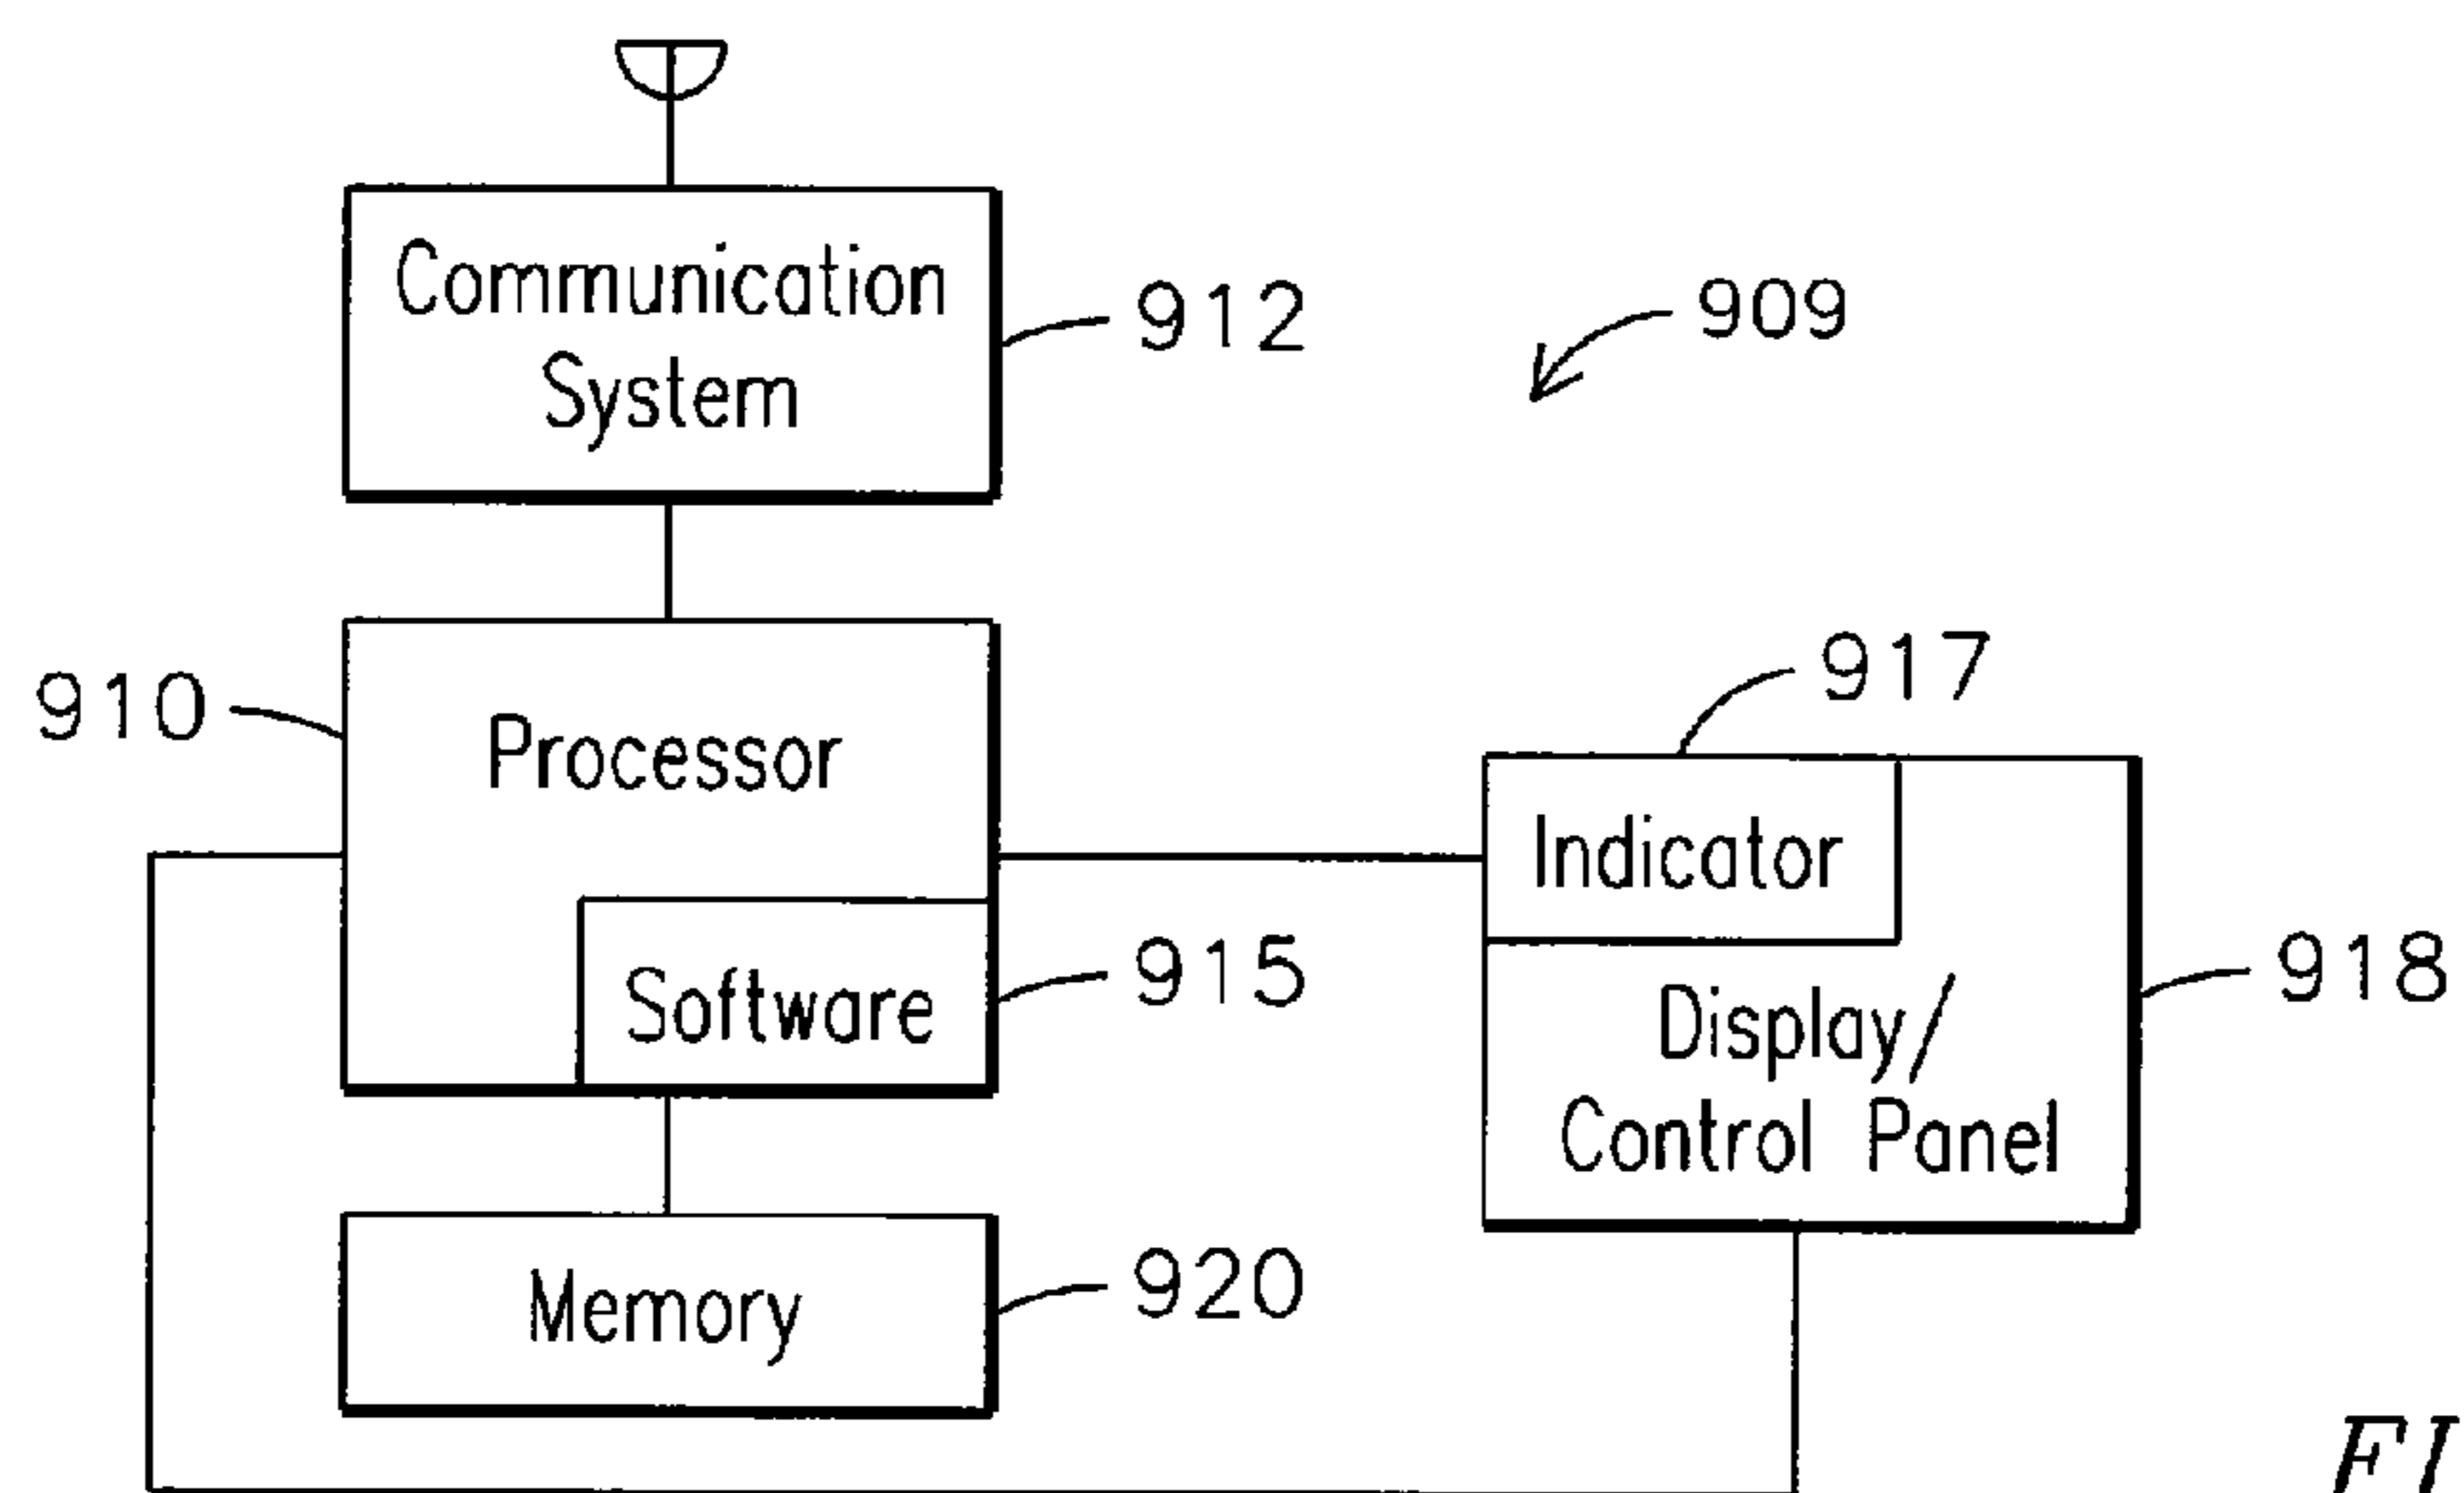 Communication
System
912
909
910
Processor
917
Indicator
Software
915
Display/
Control Panel
918
Memory
920